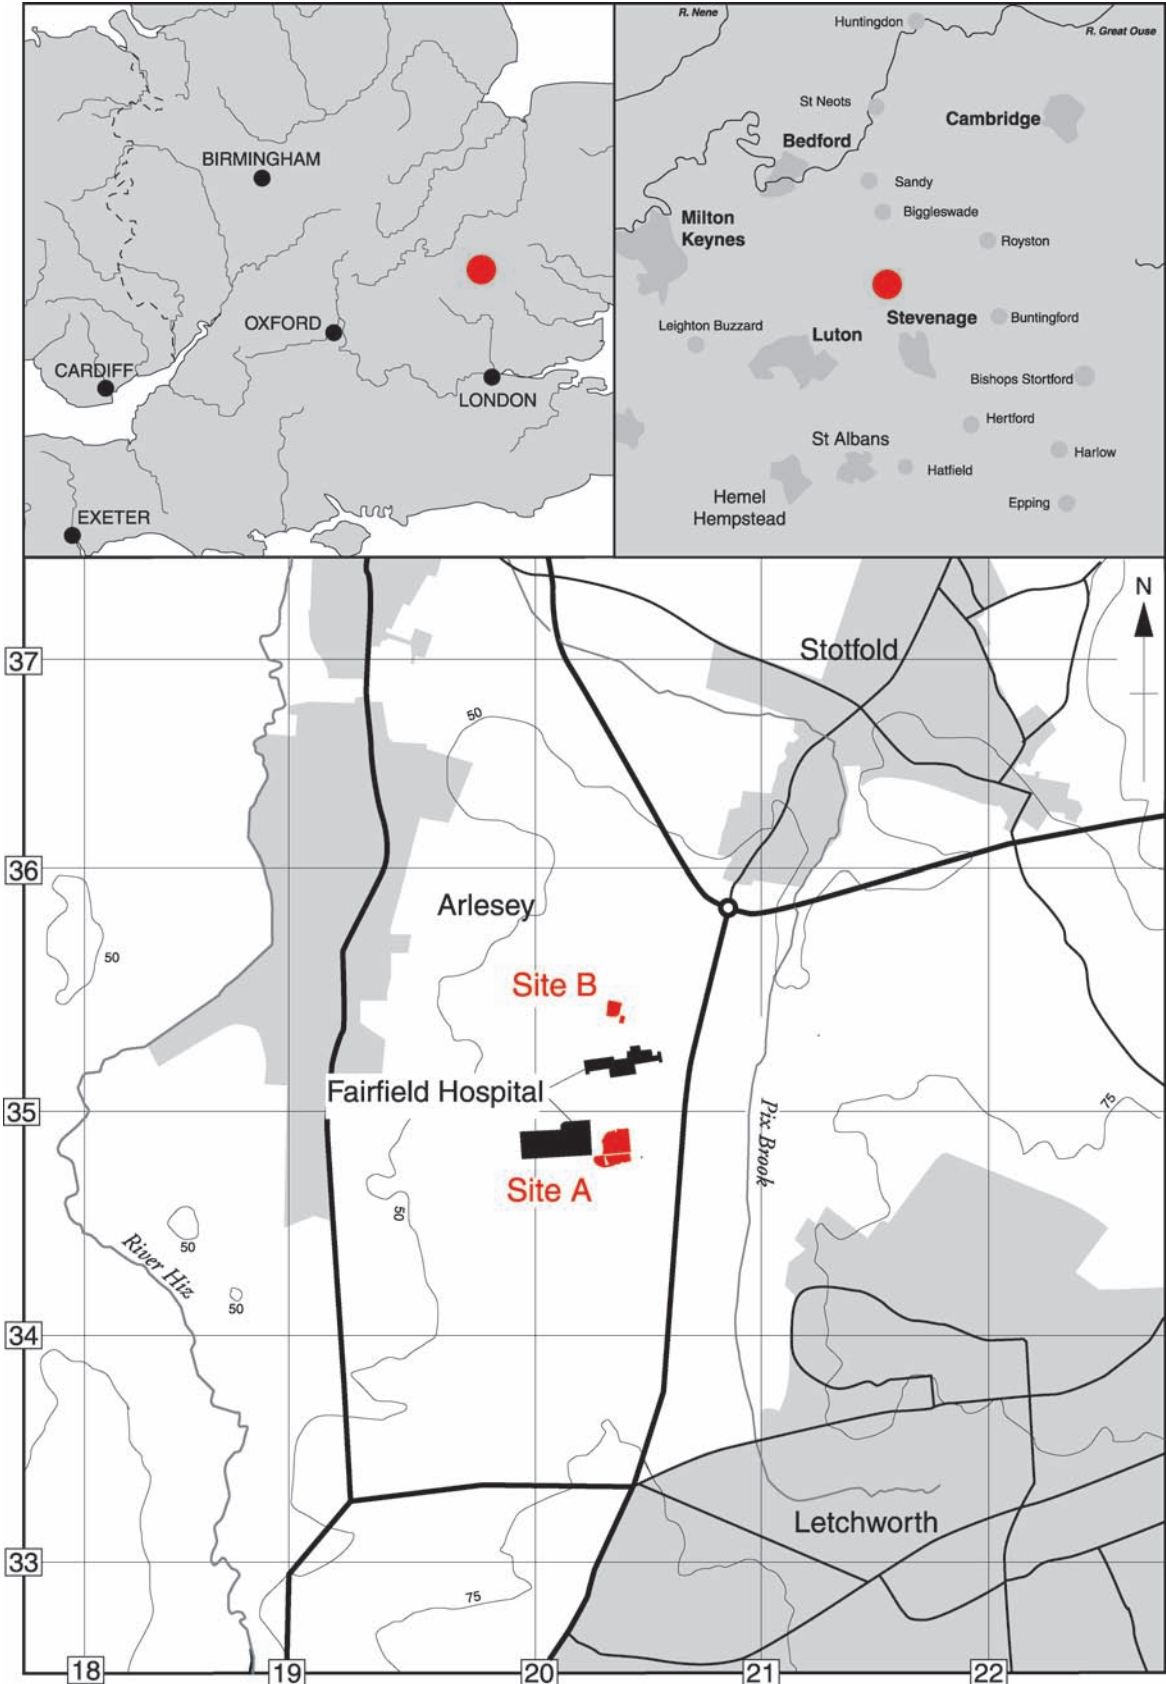 BIRMINGHAM
OXFORD
CARDIFF
LONDON
EXETER
R. Nene
Huntingdon
R. Great Ouse
St Neots
Cambridge
Bedford
Sandy
Biggleswade
Milton
Keynes
Royston
Stevenage
Buntingford
Leighton Buzzard
Luton
Bishops Stortford
Hertford
St Albans
Harlow
Hatfield
Hemel
Hempstead
Epping
N
Stotfold
37
50
36
Arlesey
50
Site B
Fairfield Hospital
35
75
Pix Brook
Site A
50
River Hiz
50
50
34
Letchworth
33
75
18
19
20
21
22